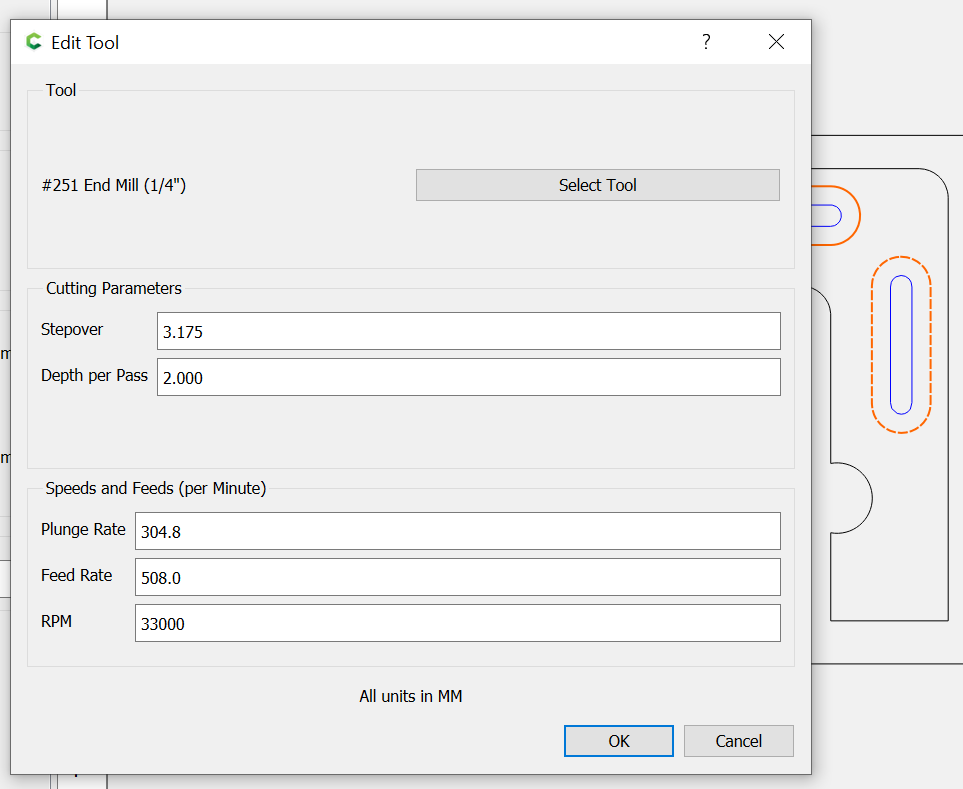 Edit Tool
?
Tool
#251 End Mill (1/4")
Select Tool
Cutting Parameters
Stepover
3.175
Depth per Pass
2.000
Speeds and Feeds (per Minute)
Plunge Rate
304.8
Feed Rate
508.0
RPM
33000
All units in MM
OK
Cancel